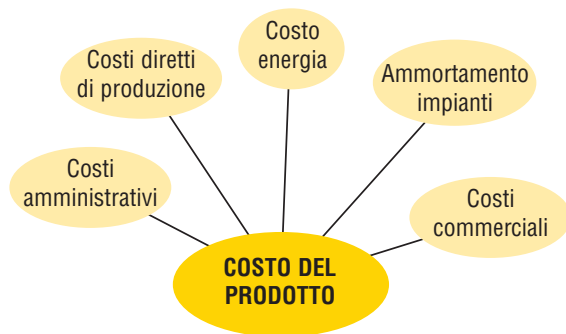 Costo
energia
Costi diretti
di produzione
Ammortamento
impianti
Costi
amministrativi
Costi
commerciali
COSTO DEL
PRODOTTO